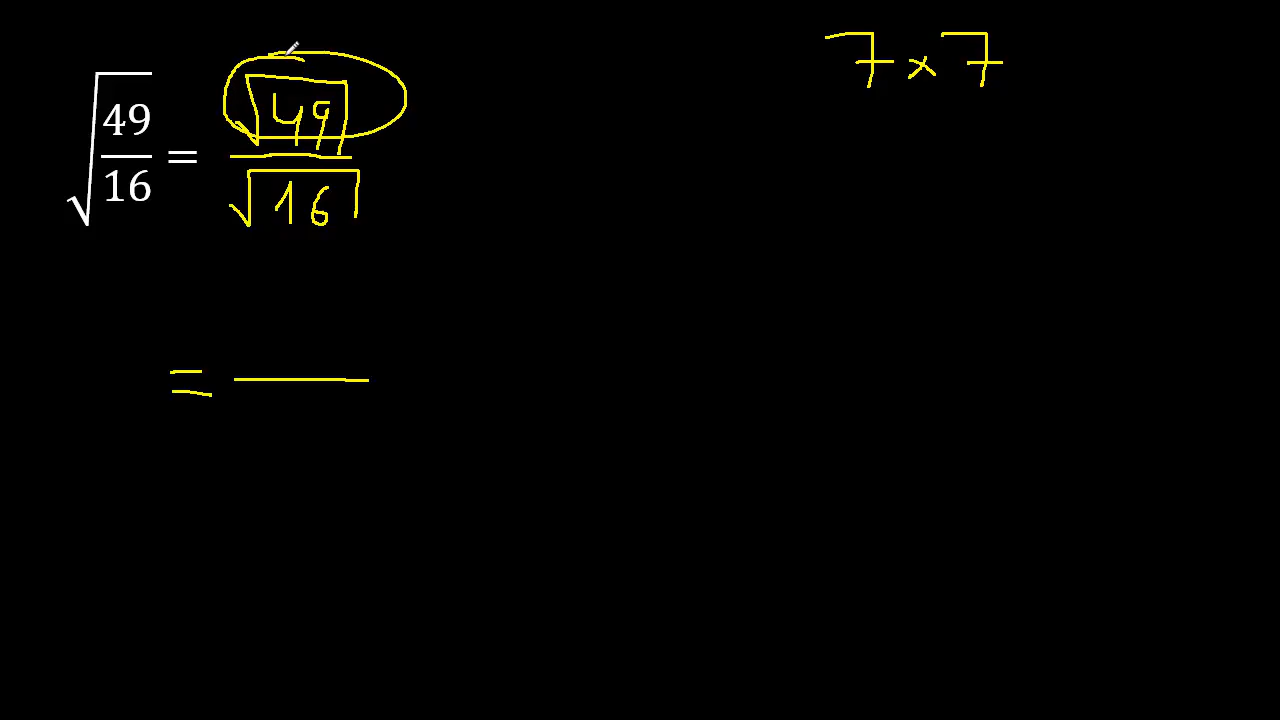 √(49/16) = √49/√16
7 × 7
=